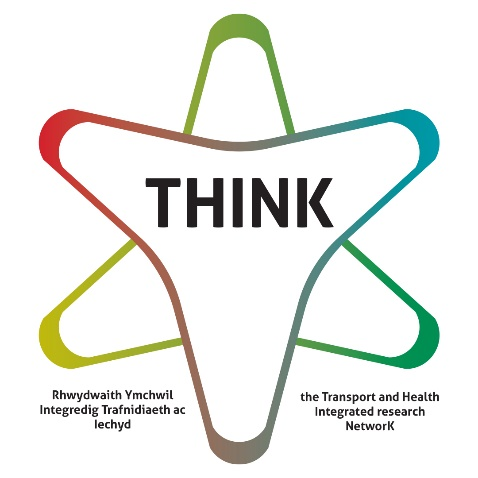 THINK
Rhwydwaith Ymchwil
Integredig Trafnidiaeth ac
Iechyd
the Transport and Health
Integrated research
NetworK